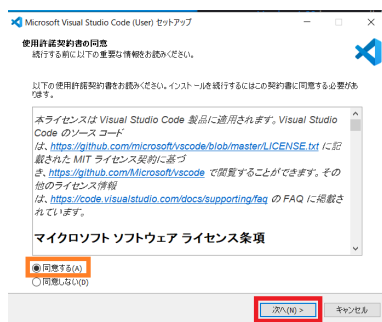 Microsoft Visual Studio Code (User) セットアップ
使用許諾契約書の同意
続行する前に以下の重要な情報をお読みください。
以下の使用許諾契約書をお読みください。インストールを続行するにはこの契約書に同意する必要があ
ります。
本ライセンスは Visual Studio Code 製品に適用されます。Visual Studio
Code のソース コード
は、https://github.com/microsoft/vscode/blob/master/LICENSE.txt に記
載された MIT ライセンス契約に基づ
き、https://github.com/Microsoft/vscode で閲覧することができます。その
他のライセンス情報
は、https://code.visualstudio.com/docs/supporting/faq の FAQ に掲載さ
れています。
マイクロソフト ソフトウェア ライセンス条項
同意する(A)
同意しない(D)
次へ(N) >
キャンセル